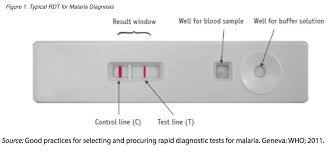 Figure 1. Typical RDT for Malaria Diagnosis
Result window
Well for blood sample
Well for buffer solution
Control line (C)
Test line (T)
Source: Good practices for selecting and procuring rapid diagnostic tests for malaria. Geneva: WHO; 2011.